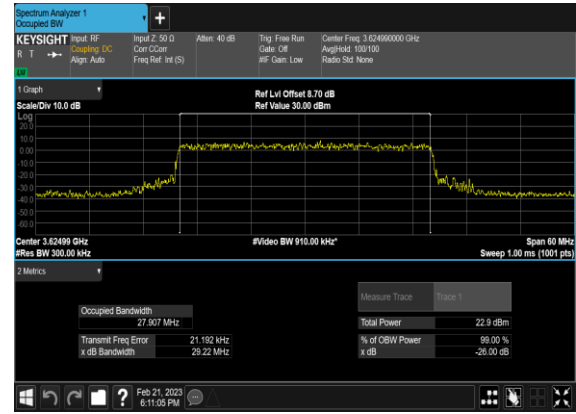 Spectrum Analyzer 1
Occupied BW
KEYSIGHT Input: RF Input Z: 50 Ω Atten: 40 dB Trig: Free Run Center Freq: 3.624990000 GHz
R T Coupling: DC Corr CCorr Gate: Off Avg|Hold: 100/100
Align: Auto Freq Ref: Int (S) #IF Gain: Low Radio Std: None
LW
1 Graph
Ref Lvl Offset 8.70 dB
Scale/Div 10.0 dB Ref Value 30.00 dBm
Log
20.0
10.0
0.00
-10.0
-20.0
-30.0
-40.0
-50.0
-60.0
Center 3.62499 GHz #Video BW 910.00 kHz* Span 60 MHz
#Res BW 300.00 kHz Sweep 1.00 ms (1001 pts)
2 Metrics
Measure Trace Trace 1
Occupied Bandwidth
27.907 MHz Total Power 22.9 dBm
Transmit Freq Error 21.192 kHz % of OBW Power 99.00 %
x dB Bandwidth 29.22 MHz x dB -26.00 dB
?
Feb 21, 2023
6:11:05 PM